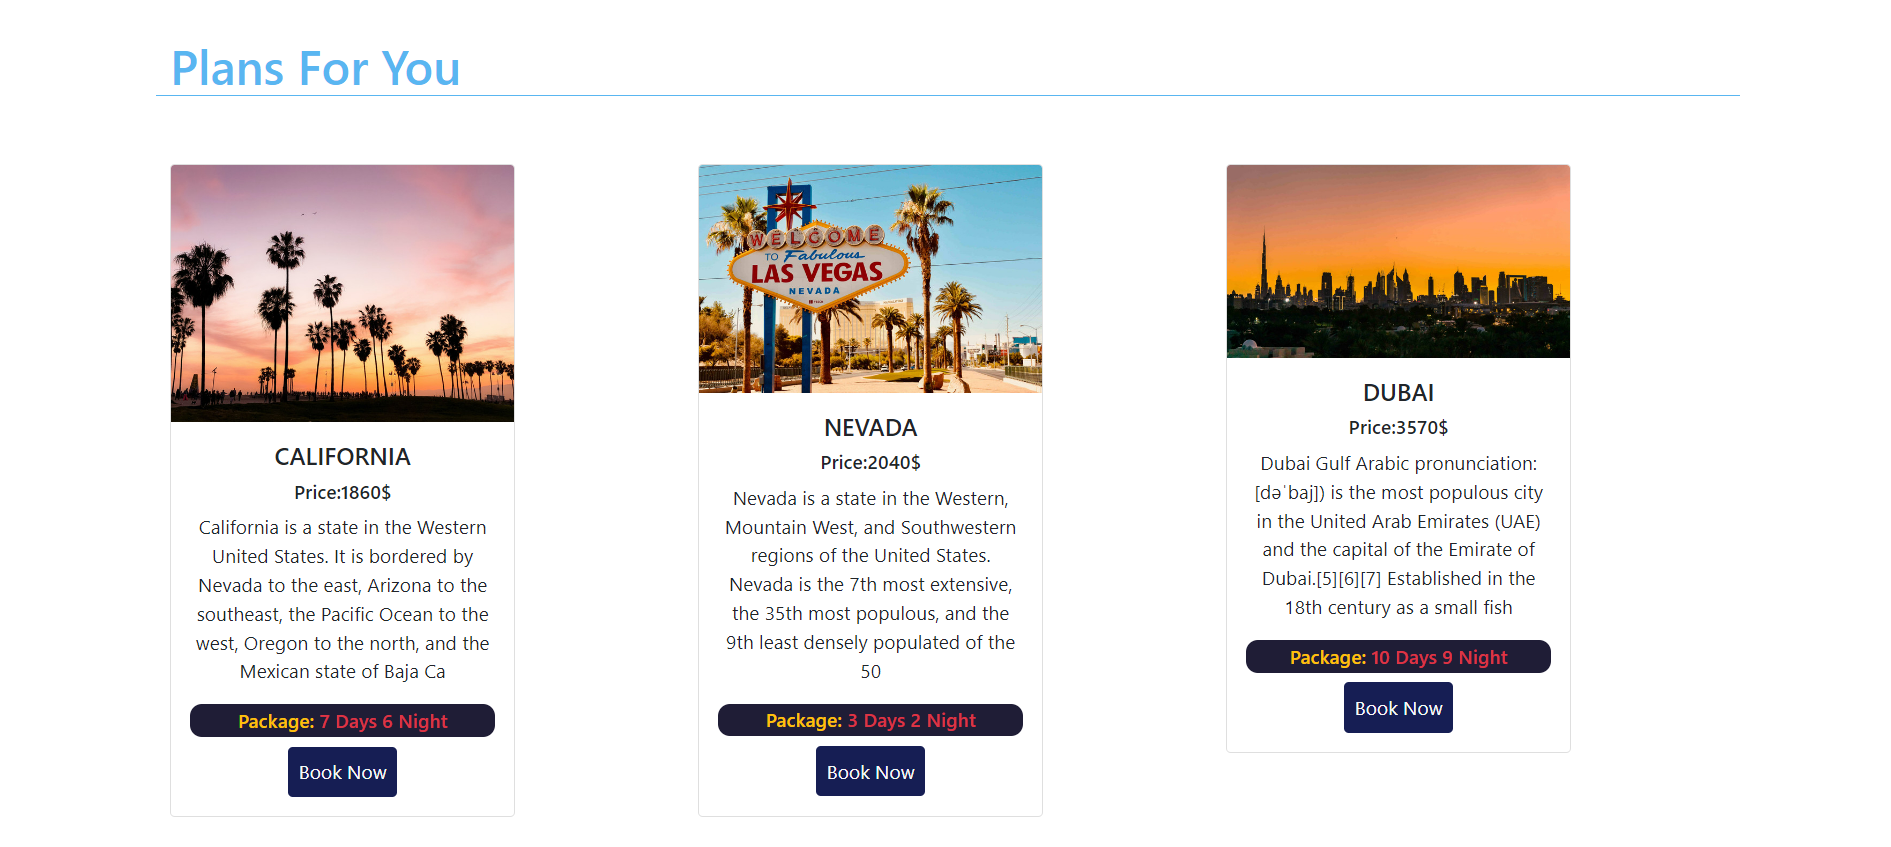 Plans For You
WELCOME
TO Fabulous
LAS VEGAS
NEVADA
CALIFORNIA
Price:1860$
California is a state in the Western
United States. It is bordered by
Nevada to the east, Arizona to the
southeast, the Pacific Ocean to the
west, Oregon to the north, and the
Mexican state of Baja Ca
Package: 7 Days 6 Night
Book Now
NEVADA
Price:2040$
Nevada is a state in the Western,
Mountain West, and Southwestern
regions of the United States.
Nevada is the 7th most extensive,
the 35th most populous, and the
9th least densely populated of the
50
Package: 3 Days 2 Night
Book Now
DUBAI
Price:3570$
Dubai Gulf Arabic pronunciation:
[dəˈbaj]) is the most populous city
in the United Arab Emirates (UAE)
and the capital of the Emirate of
Dubai.[5][6][7] Established in the
18th century as a small fish
Package: 10 Days 9 Night
Book Now